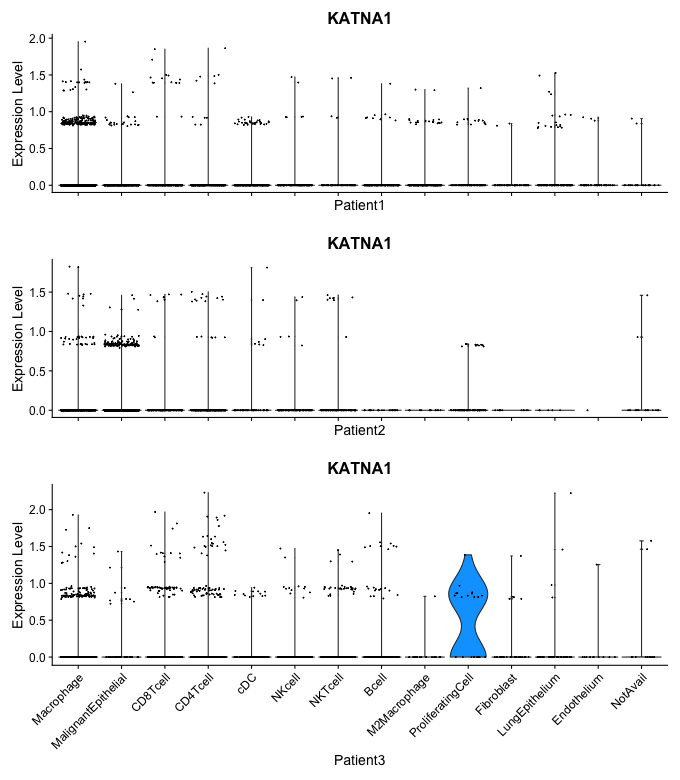 KATNA1
Expression Level
2.0
1.5
1.0
0.5
0.0
Patient1
KATNA1
Expression Level
1.5
1.0
0.5
0.0
Patient2
KATNA1
Expression Level
2.0
1.5
1.0
0.5
0.0
Macrophage
MalignantEpithelial
CD8Tcell
CD4Tcell
cDC
NKcell
NKTcell
Bcell
M2Macrophage
ProliferatingCell
Fibroblast
LungEpithelium
Endothelium
NotAvail
Patient3